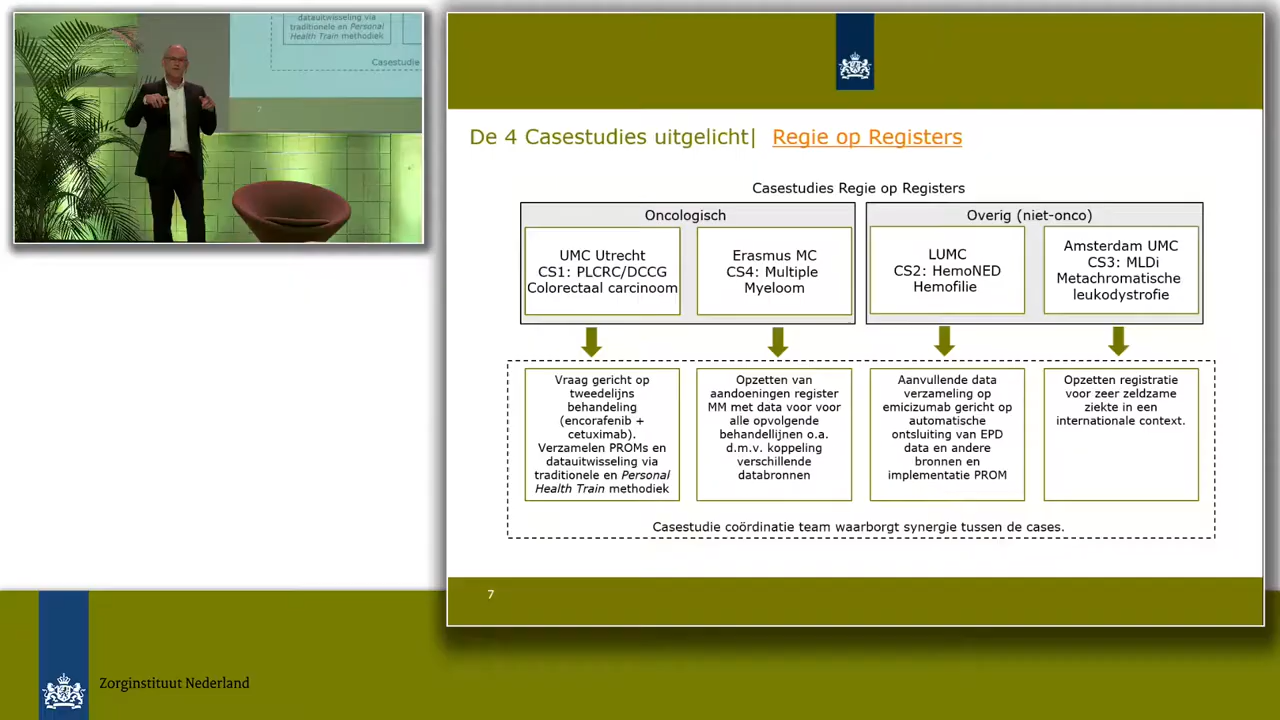 datauitwisseling via
traditionele en Personal
Health Train methodiek
Casestudie
7
De 4 Casestudies uitgelicht| Regie op Registers
Casestudies Regie op Registers
Oncologisch
Overig (niet-onco)
UMC Utrecht
CS1: PLCRC/DCCG
Colorectaal carcinoom
Erasmus MC
CS4: Multiple
Myeloom
LUMC
CS2: HemoNED
Hemofilie
Amsterdam UMC
CS3: MLDi
Metachromatische
leukodystrofie
Vraag gericht op
tweedelijns
behandeling
(encorafenib +
cetuximab).
Verzamelen PROMs en
datauitwisseling via
traditionele en Personal
Health Train methodiek
Opzetten van
aandoeningen register
MM met data voor voor
alle opvolgende
behandellijnen o.a.
d.m.v. koppeling
verschillende
databronnen
Aanvullende data
verzameling op
emicizumab gericht op
automatische
ontsluiting van EPD
data en andere
bronnen en
implementatie PROM
Opzetten registratie
voor zeer zeldzame
ziekte in een
internationale context.
Casestudie coördinatie team waarborgt synergie tussen de cases.
7
Zorginstituut Nederland